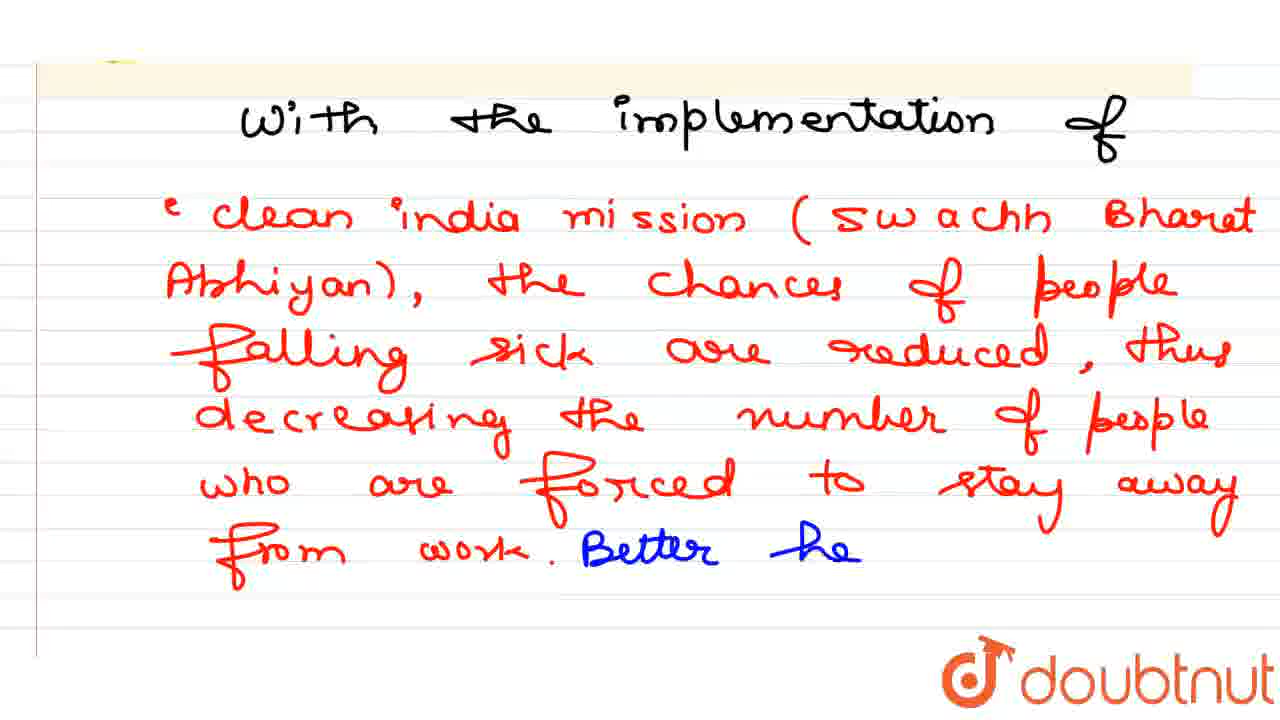 with the implementation of
' clean india mission ( swachh Bharat
Abhiyan), the chances of people
falling sick are reduced, thus
decreasing the number of people
who are forced to stay away
from work. Better he
doubtnut